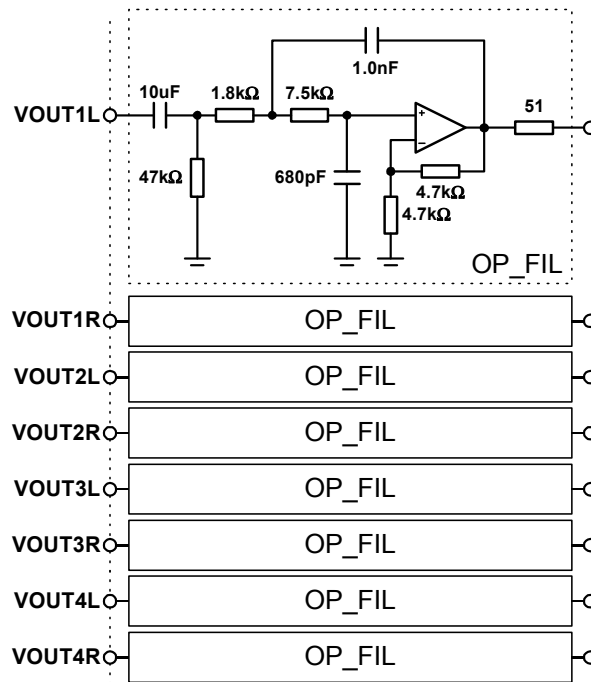 1.0nF
10uF
1.8kΩ
7.5kΩ
51
VOUT1L
+
−
47kΩ
680pF
4.7kΩ
4.7kΩ
OP_FIL
VOUT1R OP_FIL
VOUT2L OP_FIL
VOUT2R OP_FIL
VOUT3L OP_FIL
VOUT3R OP_FIL
VOUT4L OP_FIL
VOUT4R OP_FIL